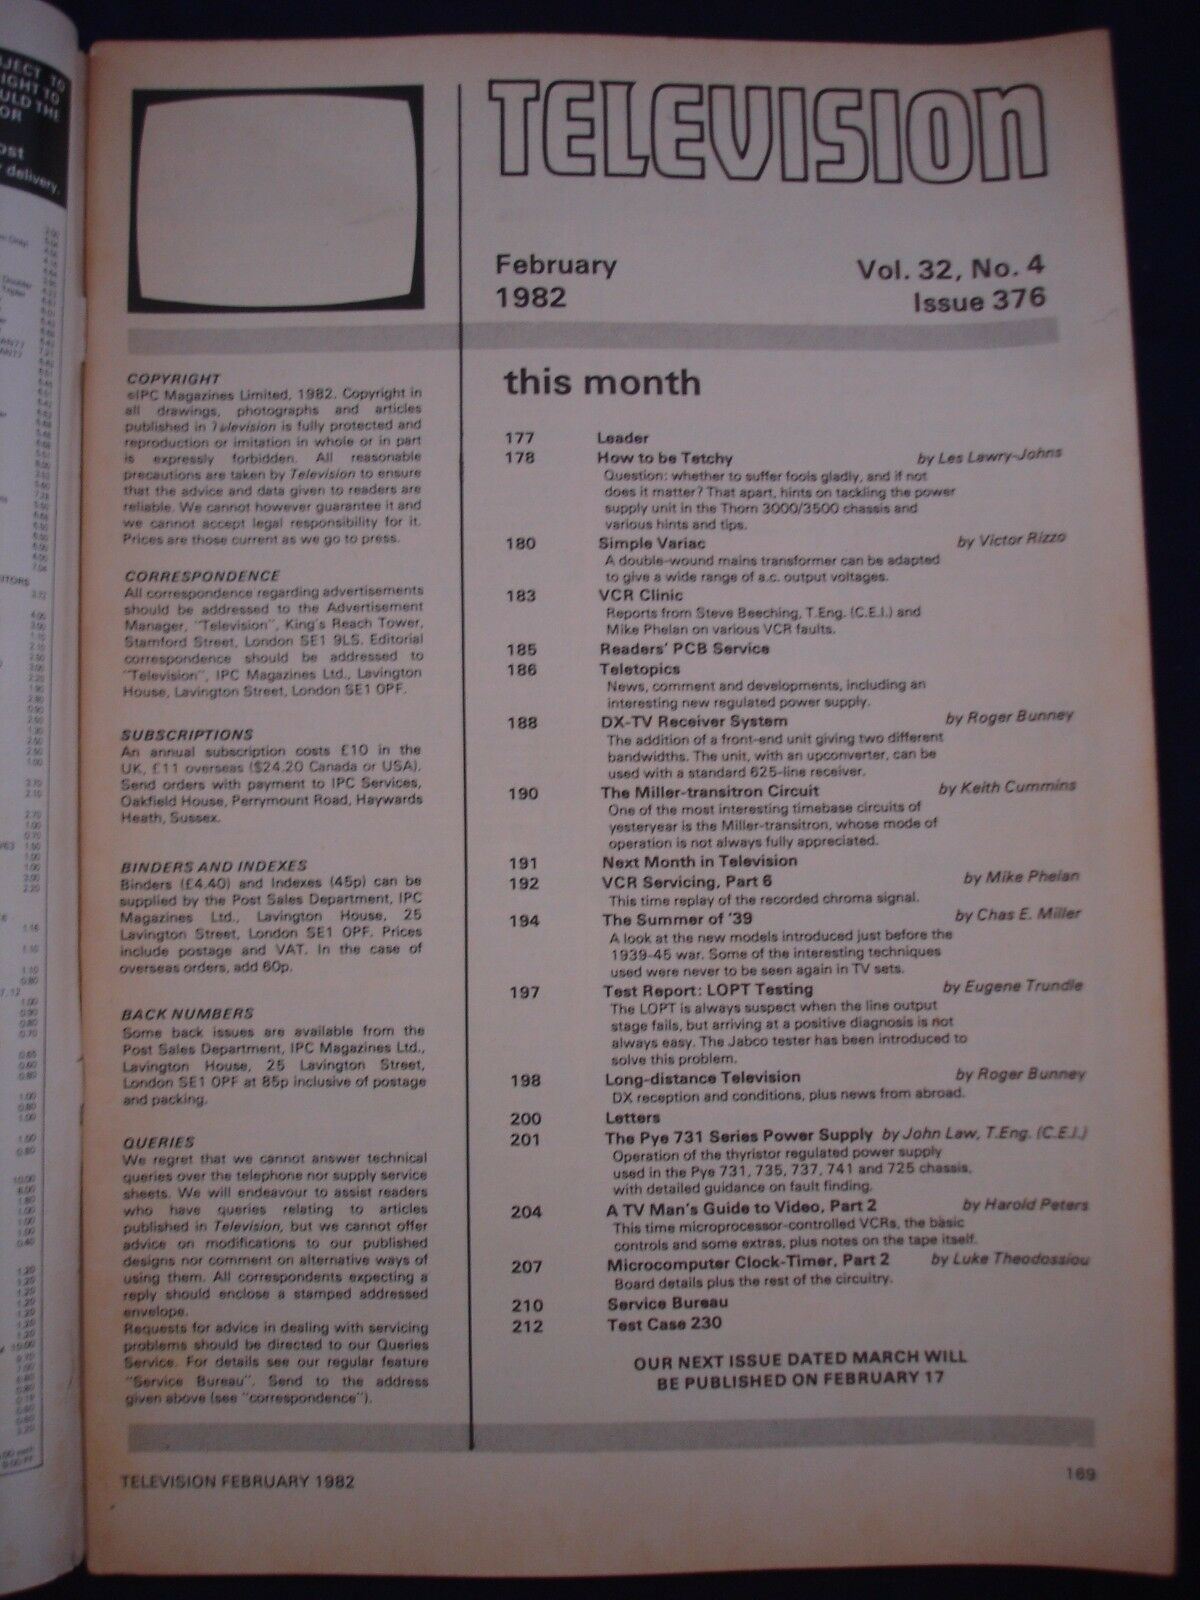 JECT TO
IGHT TO
ULD THE
OR
ost
delivery.
TELEVISION
February
1982
Vol. 32, No. 4
Issue 376
COPYRIGHT
©IPC Magazines Limited, 1982. Copyright in
all drawings, photographs and articles
published in Television is fully protected and
reproduction or imitation in whole or in part
is expressly forbidden. All reasonable
precautions are taken by Television to ensure
that the advice and data given to readers are
reliable. We cannot however guarantee it and
we cannot accept legal responsibility for it.
Prices are those current as we go to press.
CORRESPONDENCE
All correspondence regarding advertisements
should be addressed to the Advertisement
Manager, "Television", King's Reach Tower,
Stamford Street, London SE1 9LS. Editorial
correspondence should be addressed to
"Television", IPC Magazines Ltd., Lavington
House, Lavington Street, London SE1 OPF.
SUBSCRIPTIONS
An annual subscription costs £10 in the
UK, £11 overseas ($24.20 Canada or USA).
Send orders with payment to IPC Services,
Oakfield House, Perrymount Road, Haywards
Heath, Sussex.
BINDERS AND INDEXES
Binders (£4.40) and Indexes (45p) can be
supplied by the Post Sales Department, IPC
Magazines Ltd., Lavington House, 25
Lavington Street, London SE1 OPF. Prices
include postage and VAT. In the case of
overseas orders, add 60p.
BACK NUMBERS
Some back issues are available from the
Post Sales Department, IPC Magazines Ltd.,
Lavington House, 25 Lavington Street,
London SE1 OPF at 85p inclusive of postage
and packing.
QUERIES
We regret that we cannot answer technical
queries over the telephone nor supply service
sheets. We will endeavour to assist readers
who have queries relating to articles
published in Television, but we cannot offer
advice on modifications to our published
designs nor comment on alternative ways of
using them. All correspondents expecting a
reply should enclose a stamped addressed
envelope.
Requests for advice in dealing with servicing
problems should be directed to our Queries
Service. For details see our regular feature
"Service Bureau". Send to the address
given above (see "correspondence").
this month
177 Leader
178 How to be Tetchy by Les Lawry-Johns
Question: whether to suffer fools gladly, and if not
does it matter? That apart, hints on tackling the power
supply unit in the Thorn 3000/3500 chassis and
various hints and tips.
180 Simple Variac by Victor Rizzo
A double-wound mains transformer can be adapted
to give a wide range of a.c. output voltages.
183 VCR Clinic
Reports from Steve Beeching, T.Eng. (C.E.I.) and
Mike Phelan on various VCR faults.
185 Readers' PCB Service
186 Teletopics
News, comment and developments, including an
interesting new regulated power supply.
188 DX-TV Receiver System by Roger Bunney
The addition of a front-end unit giving two different
bandwidths. The unit, with an upconverter, can be
used with a standard 625-line receiver.
190 The Miller-transitron Circuit by Keith Cummins
One of the most interesting timebase circuits of
yesteryear is the Miller-transitron, whose mode of
operation is not always fully appreciated.
191 Next Month in Television
192 VCR Servicing, Part 6 by Mike Phelan
This time replay of the recorded chroma signal.
194 The Summer of '39 by Chas E. Miller
A look at the new models introduced just before the
1939-45 war. Some of the interesting techniques
used were never to be seen again in TV sets.
197 Test Report: LOPT Testing by Eugene Trundle
The LOPT is always suspect when the line output
stage fails, but arriving at a positive diagnosis is not
always easy. The Jabco tester has been introduced to
solve this problem.
198 Long-distance Television by Roger Bunney
DX reception and conditions, plus news from abroad.
200 Letters
201 The Pye 731 Series Power Supply by John Law, T.Eng. (C.E.I.)
Operation of the thyristor regulated power supply
used in the Pye 731, 735, 737, 741 and 725 chassis,
with detailed guidance on fault finding.
204 A TV Man's Guide to Video, Part 2 by Harold Peters
This time microprocessor-controlled VCRs, the basic
controls and some extras, plus notes on the tape itself.
207 Microcomputer Clock-Timer, Part 2 by Luke Theodossiou
Board details plus the rest of the circuitry.
210 Service Bureau
212 Test Case 230
OUR NEXT ISSUE DATED MARCH WILL
BE PUBLISHED ON FEBRUARY 17
TELEVISION FEBRUARY 1982
169